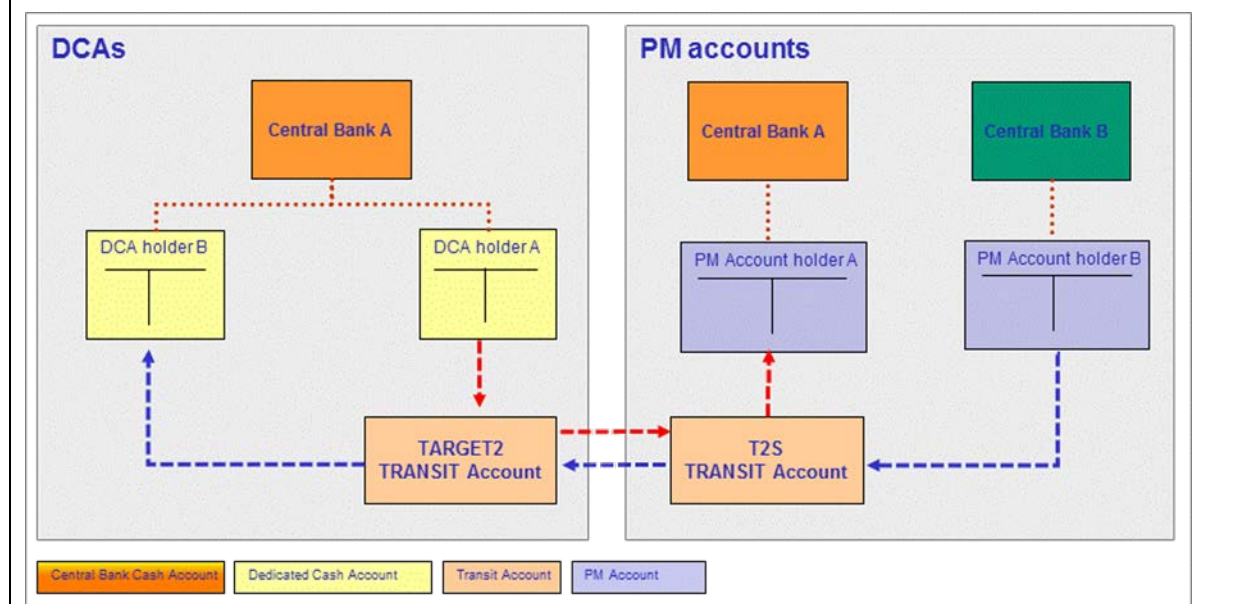 DCAs
PM accounts
Central Bank A
Central Bank A
Central Bank B
DCA holder B
DCA holder A
PM Account holder A
PM Account holder B
TARGET2
TRANSIT Account
T2S
TRANSIT Account
Central Bank Cash Account
Dedicated Cash Account
Transit Account
PM Account